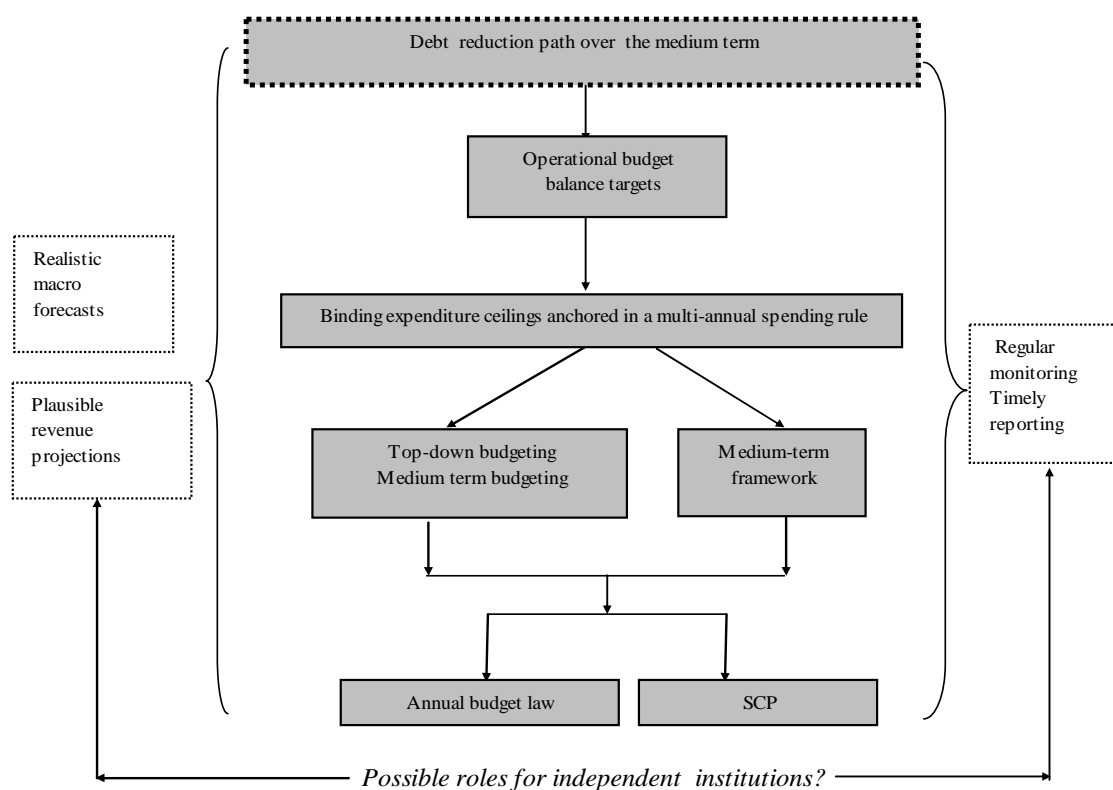 Debt reduction path over the medium term
Operational budget
balance targets
Realistic
macro
forecasts
Binding expenditure ceilings anchored in a multi-annual spending rule
Regular
monitoring
Timely
reporting
Plausible
revenue
projections
Top-down budgeting
Medium term budgeting
Medium-term
framework
Annual budget law
SCP
Possible roles for independent institutions?